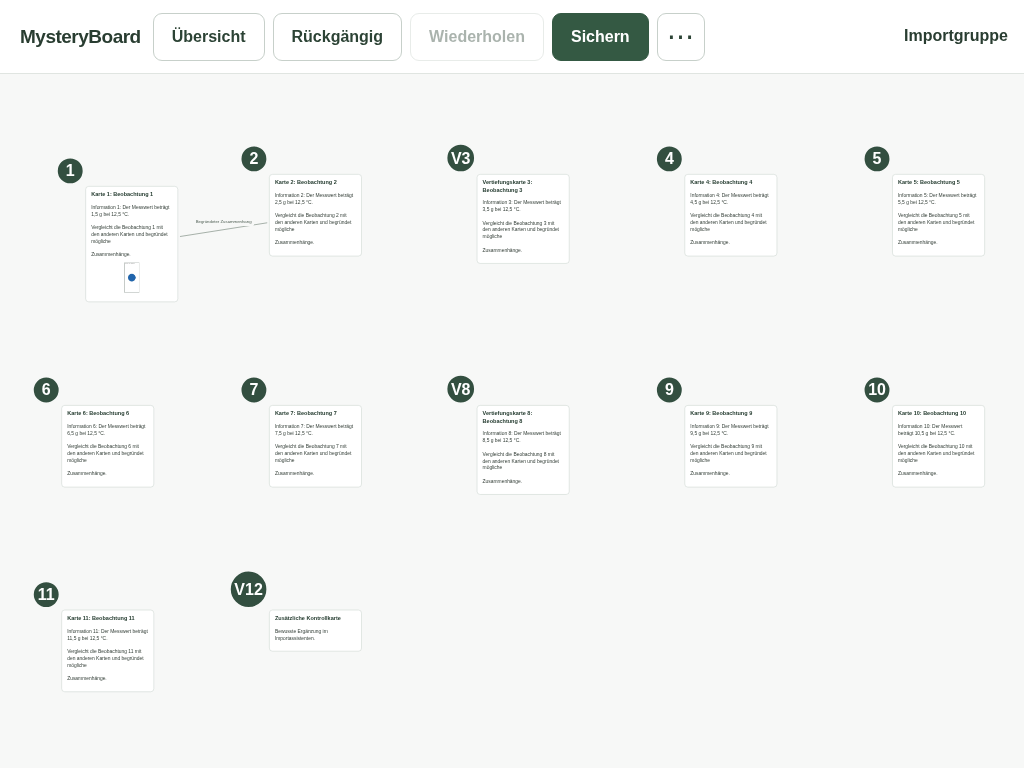 MysteryBoard
Übersicht
Rückgängig
Wiederholen
Sichern
...
Importgruppe
1
Karte 1: Beobachtung 1
Information 1: Der Messwert beträgt
1,5 g bei 12,5 °C.
Vergleicht die Beobachtung 1 mit
den anderen Karten und begründet
mögliche
Zusammenhänge.
Begründeter Zusammenhang
2
Karte 2: Beobachtung 2
Information 2: Der Messwert beträgt
2,5 g bei 12,5 °C.
Vergleicht die Beobachtung 2 mit
den anderen Karten und begründet
mögliche
Zusammenhänge.
V3
Vertiefungskarte 3:
Beobachtung 3
Information 3: Der Messwert beträgt
3,5 g bei 12,5 °C.
Vergleicht die Beobachtung 3 mit
den anderen Karten und begründet
mögliche
Zusammenhänge.
4
Karte 4: Beobachtung 4
Information 4: Der Messwert beträgt
4,5 g bei 12,5 °C.
Vergleicht die Beobachtung 4 mit
den anderen Karten und begründet
mögliche
Zusammenhänge.
5
Karte 5: Beobachtung 5
Information 5: Der Messwert beträgt
5,5 g bei 12,5 °C.
Vergleicht die Beobachtung 5 mit
den anderen Karten und begründet
mögliche
Zusammenhänge.
6
Karte 6: Beobachtung 6
Information 6: Der Messwert beträgt
6,5 g bei 12,5 °C.
Vergleicht die Beobachtung 6 mit
den anderen Karten und begründet
mögliche
Zusammenhänge.
7
Karte 7: Beobachtung 7
Information 7: Der Messwert beträgt
7,5 g bei 12,5 °C.
Vergleicht die Beobachtung 7 mit
den anderen Karten und begründet
mögliche
Zusammenhänge.
V8
Vertiefungskarte 8:
Beobachtung 8
Information 8: Der Messwert beträgt
8,5 g bei 12,5 °C.
Vergleicht die Beobachtung 8 mit
den anderen Karten und begründet
mögliche
Zusammenhänge.
9
Karte 9: Beobachtung 9
Information 9: Der Messwert beträgt
9,5 g bei 12,5 °C.
Vergleicht die Beobachtung 9 mit
den anderen Karten und begründet
mögliche
Zusammenhänge.
10
Karte 10: Beobachtung 10
Information 10: Der Messwert
beträgt 10,5 g bei 12,5 °C.
Vergleicht die Beobachtung 10 mit
den anderen Karten und begründet
mögliche
Zusammenhänge.
11
Karte 11: Beobachtung 11
Information 11: Der Messwert beträgt
11,5 g bei 12,5 °C.
Vergleicht die Beobachtung 11 mit
den anderen Karten und begründet
mögliche
Zusammenhänge.
V12
Zusätzliche Kontrollkarte
Bewusste Ergänzung im
Importassistenten.